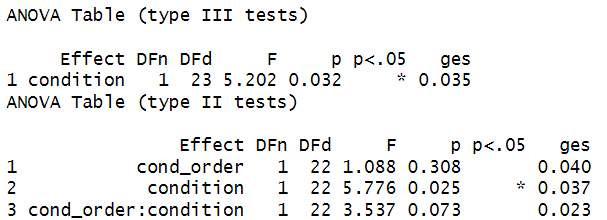 ANOVA Table (type III tests)
Effect DFn DFd F p p<.05 ges
1 condition 1 23 5.202 0.032 * 0.035
ANOVA Table (type II tests)
Effect DFn DFd F p p<.05 ges
1 cond_order 1 22 1.088 0.308 0.040
2 condition 1 22 5.776 0.025 * 0.037
3 cond_order:condition 1 22 3.537 0.073 0.023